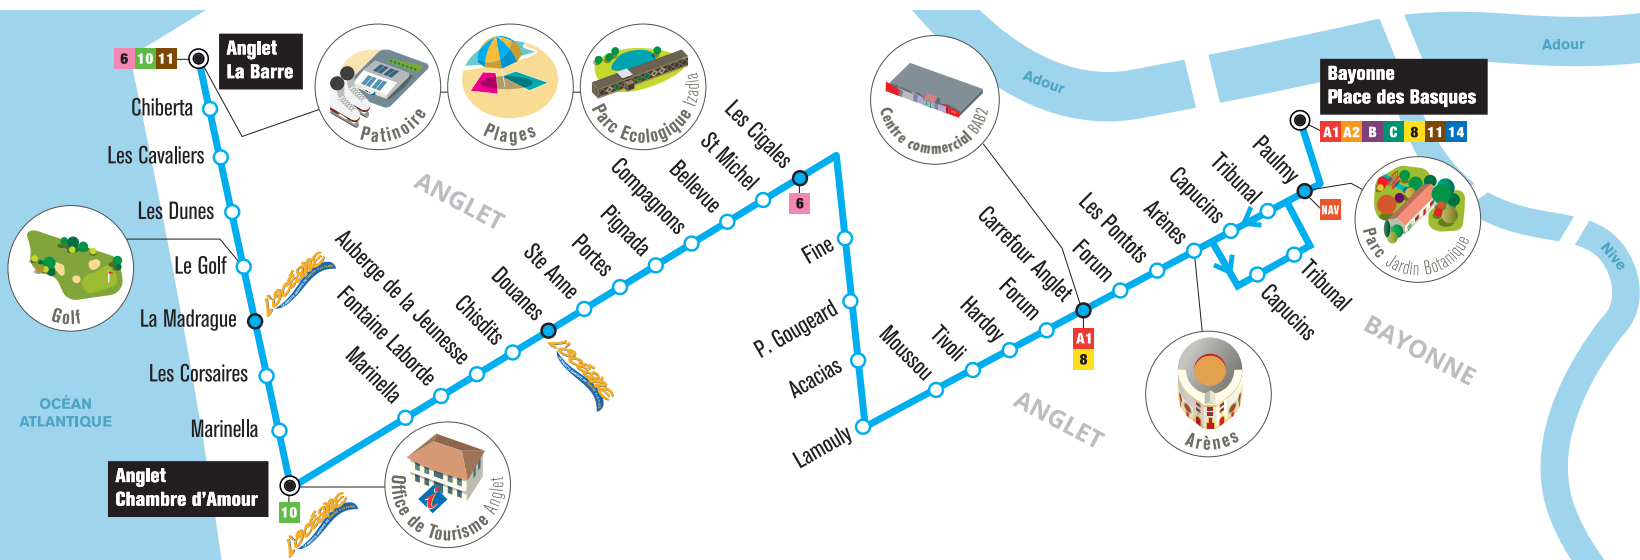 6 10 11
Anglet
La Barre
Chiberta
Les Cavaliers
Les Dunes
Le Golf
La Madrague
Les Corsaires
Marinella
Anglet
Chambre d'Amour
10
OCÉAN
ATLANTIQUE
Golf
Patinoire
Plages
Parc Ecologique Izadia
ANGLET
L'OCÉANE
L'OCÉANE
L'OCÉANE
Office de Tourisme Anglet
Marinella
Fontaine Laborde
Auberge de la Jeunesse
Chisdits
Douanes
Ste Anne
Portes
Pignada
Compagnons
Bellevue
St Michel
Les Cigales
6
Fine
P. Gougeard
Acacias
Lamouly
Moussou
Tivoli
Hardoy
Forum
Carrefour Anglet
A1
8
Centre commercial BAB2
Forum
Les Pontots
Arènes
Arènes
Capucins
Tribunal
Paulmy
NAV
Tribunal
Capucins
Bayonne
Place des Basques
A1 A2 B C 8 11 14
Parc Jardin Botanique
ANGLET
BAYONNE
Adour
Adour
Nive